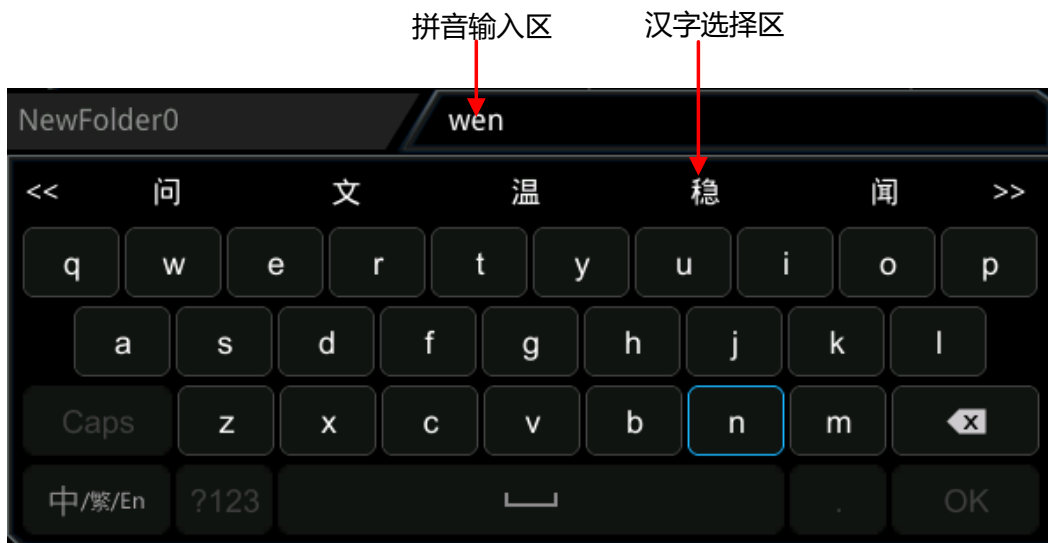 拼音输入区 汉字选择区
NewFolder0 wen
<< 问 文 温 稳 闻 >>
q w e r t y u i o p
a s d f g h j k l
Caps z x c v b n m x
中/繁/En ?123 . OK